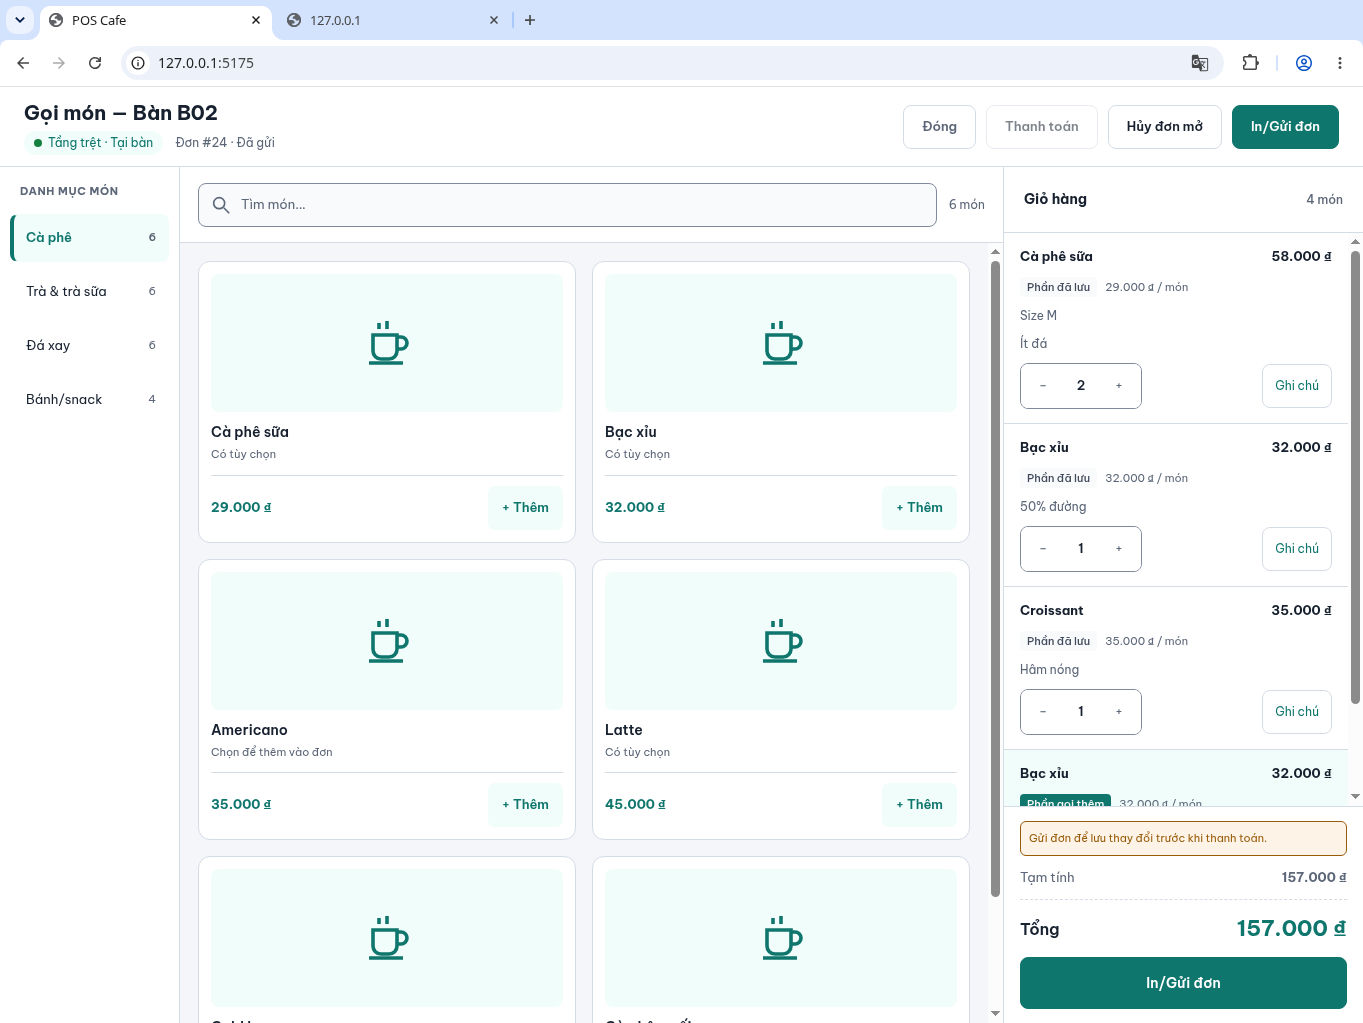 POS Cafe
127.0.0.1
127.0.0.1:5175
Gọi món — Bàn B02
Tầng trệt · Tại bàn
Đơn #24 · Đã gửi
Đóng
Thanh toán
Hủy đơn mở
In/Gửi đơn
DANH MỤC MÓN
Cà phê 6
Trà & trà sữa 6
Đá xay 6
Bánh/snack 4
Tìm món...
6 món
Cà phê sữa
Có tùy chọn
29.000 ₫
+ Thêm
Bạc xỉu
Có tùy chọn
32.000 ₫
+ Thêm
Americano
Chọn để thêm vào đơn
35.000 ₫
+ Thêm
Latte
Có tùy chọn
45.000 ₫
+ Thêm
Giỏ hàng
4 món
Cà phê sữa 58.000 ₫
Phần đã lưu 29.000 ₫ / món
Size M
Ít đá
− 2 +
Ghi chú
Bạc xỉu 32.000 ₫
Phần đã lưu 32.000 ₫ / món
50% đường
− 1 +
Ghi chú
Croissant 35.000 ₫
Phần đã lưu 35.000 ₫ / món
Hâm nóng
− 1 +
Ghi chú
Bạc xỉu 32.000 ₫
Phần gọi thêm 32.000 ₫ / món
Gửi đơn để lưu thay đổi trước khi thanh toán.
Tạm tính 157.000 ₫
Tổng 157.000 ₫
In/Gửi đơn